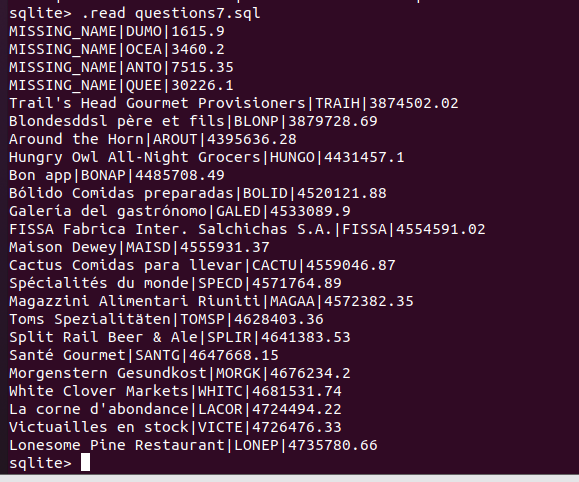 sqlite> .read questions7.sql
MISSING_NAME|DUMO|1615.9
MISSING_NAME|OCEA|3460.2
MISSING_NAME|ANTO|7515.35
MISSING_NAME|QUEE|30226.1
Trail's Head Gourmet Provisioners|TRAIH|3874502.02
Blondesddsl père et fils|BLONP|3879728.69
Around the Horn|AROUT|4395636.28
Hungry Owl All-Night Grocers|HUNGO|4431457.1
Bon app|BONAP|4485708.49
Bólido Comidas preparadas|BOLID|4520121.88
Galería del gastrónomo|GALED|4533089.9
FISSA Fabrica Inter. Salchichas S.A.|FISSA|4554591.02
Maison Dewey|MAISD|4555931.37
Cactus Comidas para llevar|CACTU|4559046.87
Spécialités du monde|SPECD|4571764.89
Magazzini Alimentari Riuniti|MAGAA|4572382.35
Toms Spezialitäten|TOMSP|4628403.36
Split Rail Beer & Ale|SPLIR|4641383.53
Santé Gourmet|SANTG|4647668.15
Morgenstern Gesundkost|MORGK|4676234.2
White Clover Markets|WHITC|4681531.74
La corne d'abondance|LACOR|4724494.22
Victuailles en stock|VICTE|4726476.33
Lonesome Pine Restaurant|LONEP|4735780.66
sqlite>